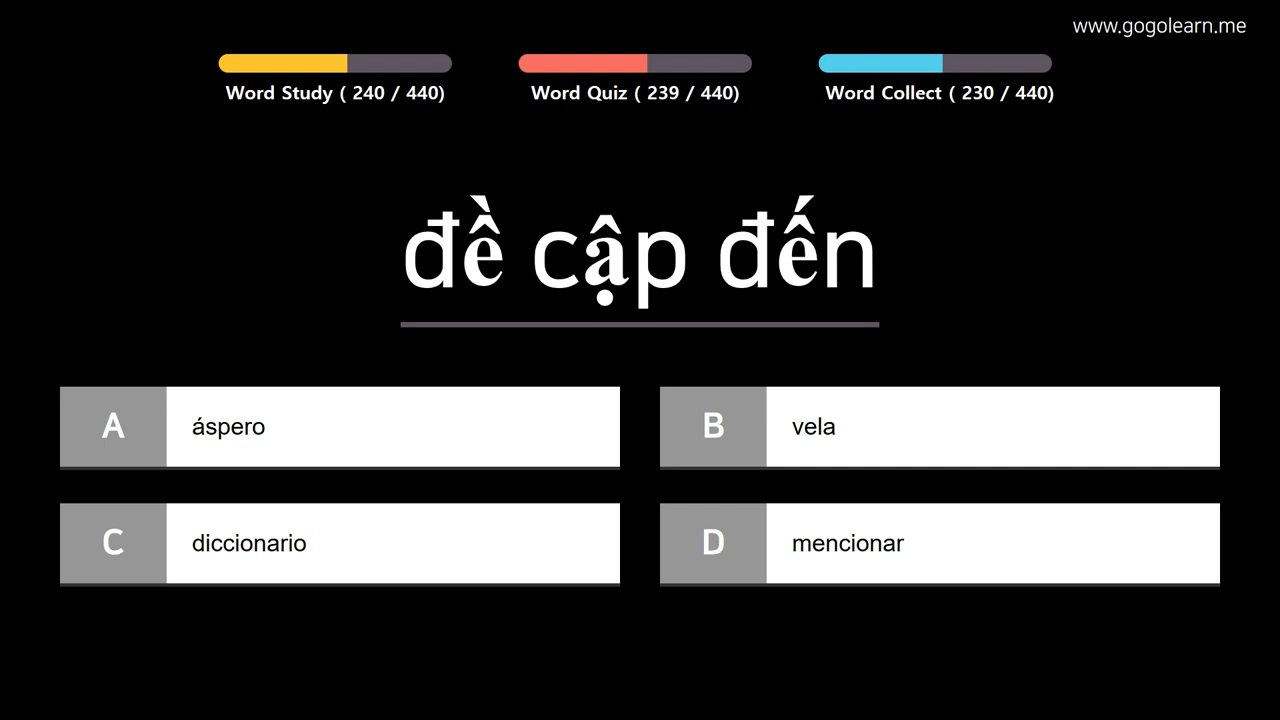 www.gogolearn.me
Word Study ( 240 / 440)
Word Quiz ( 239 / 440)
Word Collect ( 230 / 440)
đề cập đến
A áspero
B vela
C diccionario
D mencionar